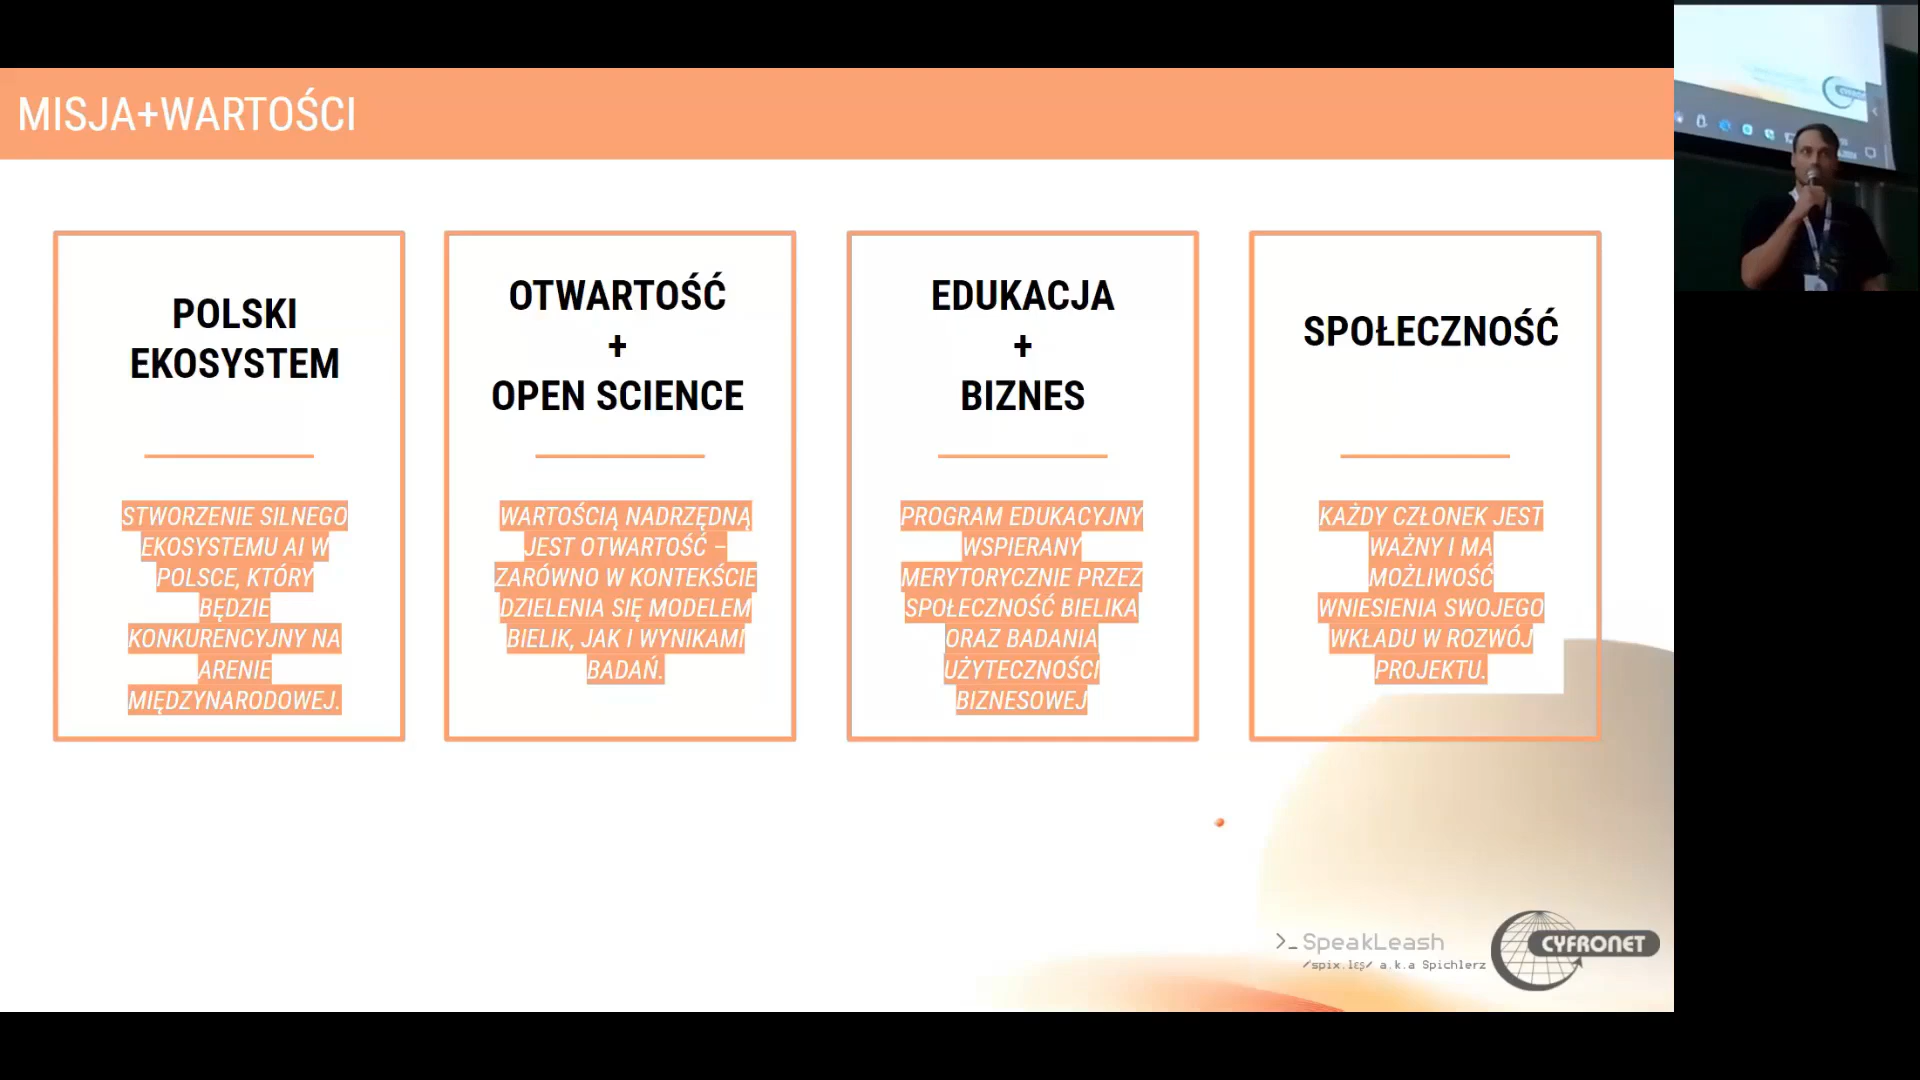 MISJA+WARTOŚCI
POLSKI
EKOSYSTEM
STWORZENIE SILNEGO
EKOSYSTEMU AI W
POLSCE, KTÓRY
BĘDZIE
KONKURENCYJNY NA
ARENIE
MIĘDZYNARODOWEJ.
OTWARTOŚĆ
+
OPEN SCIENCE
WARTOŚCIĄ NADRZĘDNĄ
JEST OTWARTOŚĆ –
ZARÓWNO W KONTEKŚCIE
DZIELENIA SIĘ MODELEM
BIELIK, JAK I WYNIKAMI
BADAŃ.
EDUKACJA
+
BIZNES
PROGRAM EDUKACYJNY
WSPIERANY
MERYTORYCZNIE PRZEZ
SPOŁECZNOŚĆ BIELIKA
ORAZ BADANIA
UŻYTECZNOŚCI
BIZNESOWEJ
SPOŁECZNOŚĆ
KAŻDY CZŁONEK JEST
WAŻNY I MA
MOŻLIWOŚĆ
WNIESIENIA SWOJEGO
WKŁADU W ROZWÓJ
PROJEKTU.
>_ SpeakLeash
/spix.lɛʂ/ a.k.a Spichlerz
CYFRONET